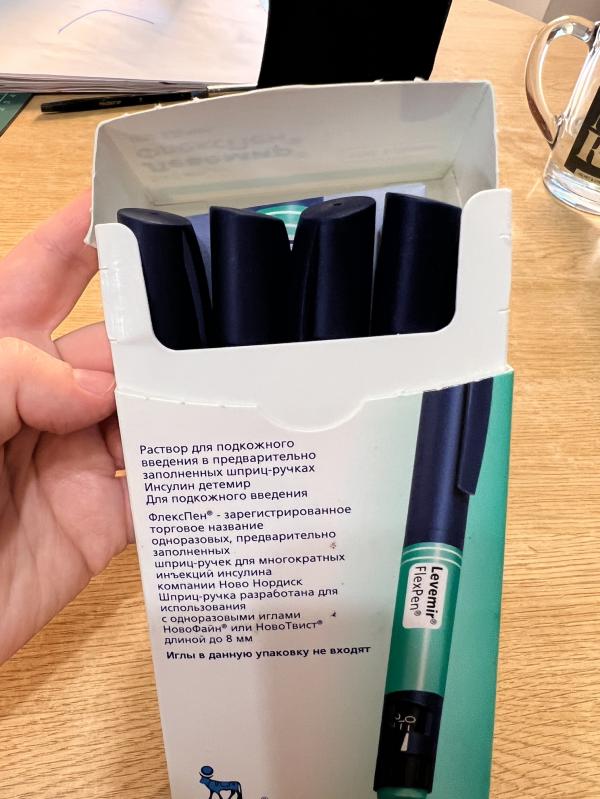 Раствор для подкожного
введения в предварительно
заполненных шприц-ручках
Инсулин детемир
Для подкожного введения
ФлексПен® - зарегистрированное
торговое название
одноразовых, предварительно
заполненных
шприц-ручек для многократных
инъекций инсулина
компании Ново Нордиск
Шприц-ручка разработана для
использования
с одноразовыми иглами
НовоФайн® или НовоТвист®
длиной до 8 мм
Иглы в данную упаковку не входят
Levemir®
FlexPen®